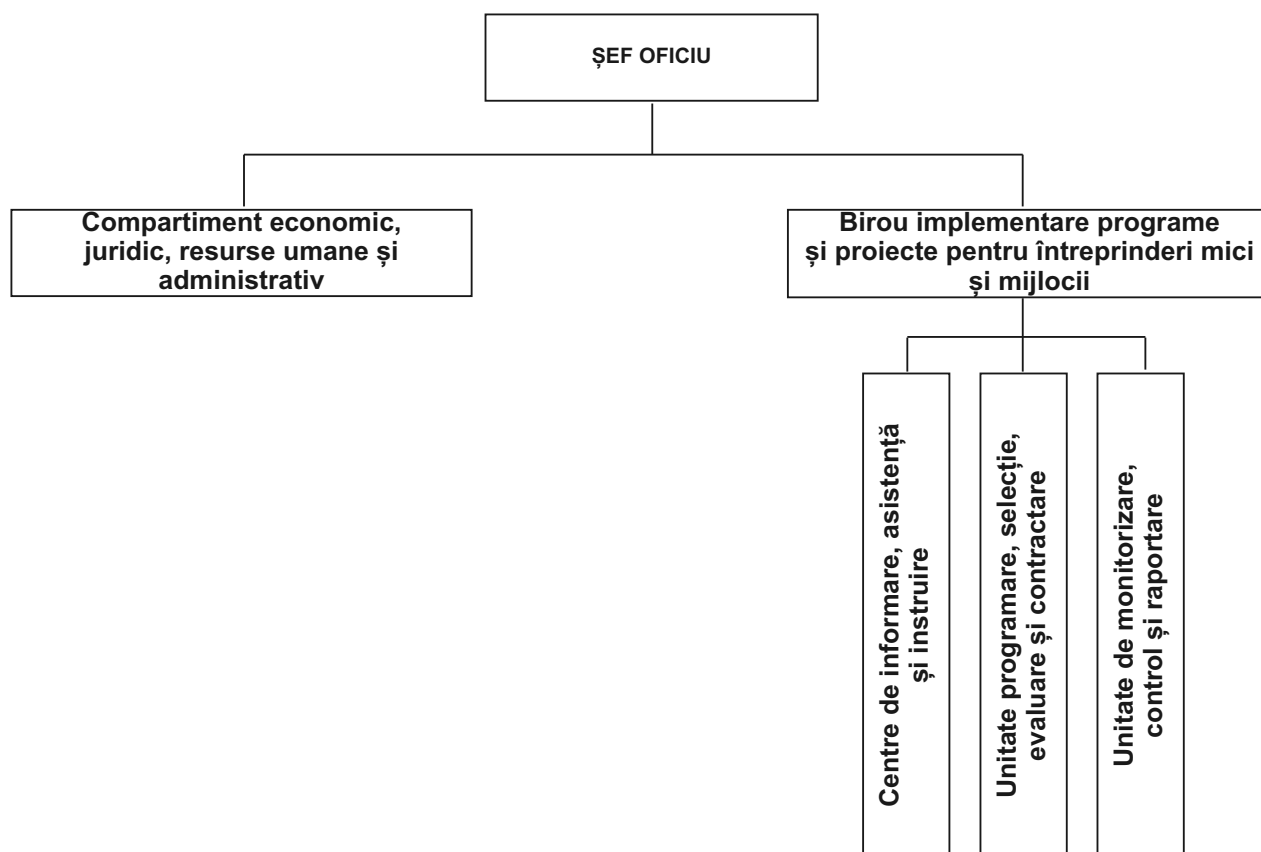 ȘEF OFICIU
Compartiment economic,
juridic, resurse umane și
administrativ
Birou implementare programe
și proiecte pentru întreprinderi mici
și mijlocii
Centre de informare, asistență
și instruire
Unitate programare, selecție,
evaluare și contractare
Unitate de monitorizare,
control și raportare